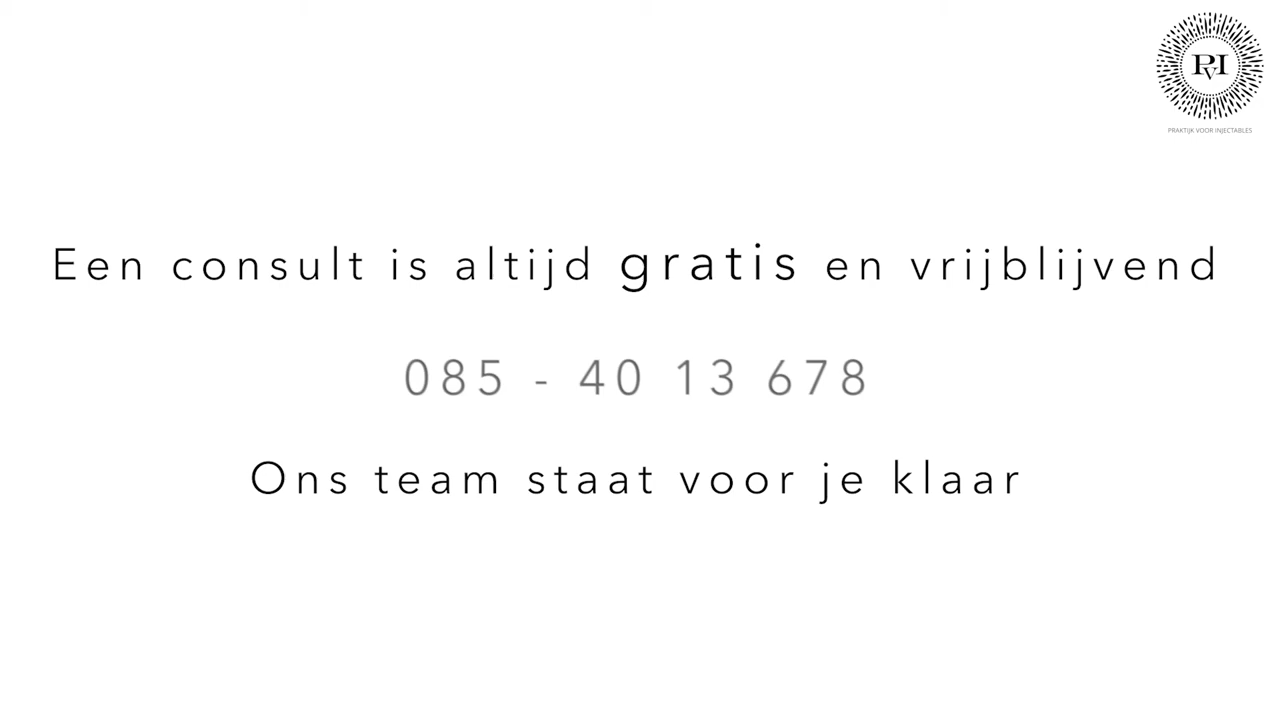 PVI
PRAKTIJK VOOR INJECTABLES
Een consult is altijd gratis en vrijblijvend
085 - 40 13 678
Ons team staat voor je klaar